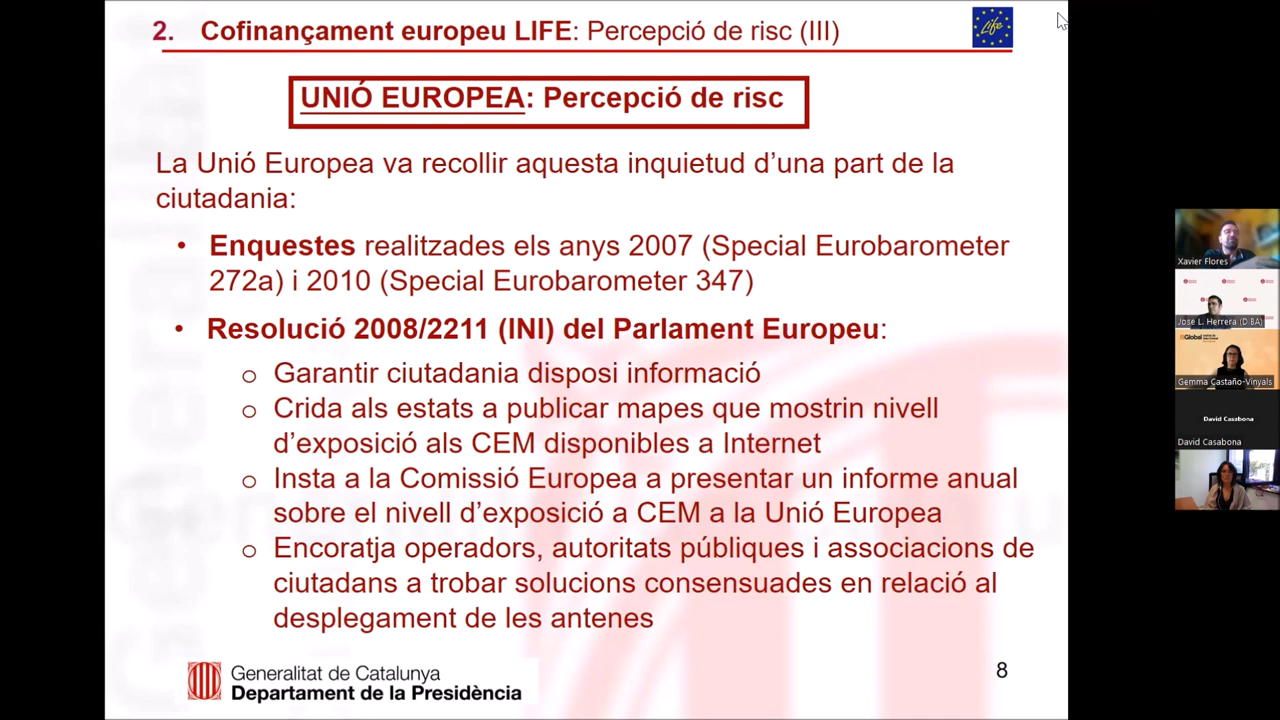 2. Cofinançament europeu LIFE: Percepció de risc (III)
Life
UNIÓ EUROPEA: Percepció de risc
La Unió Europea va recollir aquesta inquietud d’una part de la
ciutadania:
• Enquestes realitzades els anys 2007 (Special Eurobarometer
272a) i 2010 (Special Eurobarometer 347)
• Resolució 2008/2211 (INI) del Parlament Europeu:
o Garantir ciutadania disposi informació
o Crida als estats a publicar mapes que mostrin nivell
d’exposició als CEM disponibles a Internet
o Insta a la Comissió Europea a presentar un informe anual
sobre el nivell d’exposició a CEM a la Unió Europea
o Encoratja operadors, autoritats públiques i associacions de
ciutadans a trobar solucions consensuades en relació al
desplegament de les antenes
Generalitat de Catalunya
Departament de la Presidència
8
Xavier Flores
Jose L. Herrera (DIBA)
ISGlobal
Gemma Castaño-Vinyals
David Casabona
David Casabona